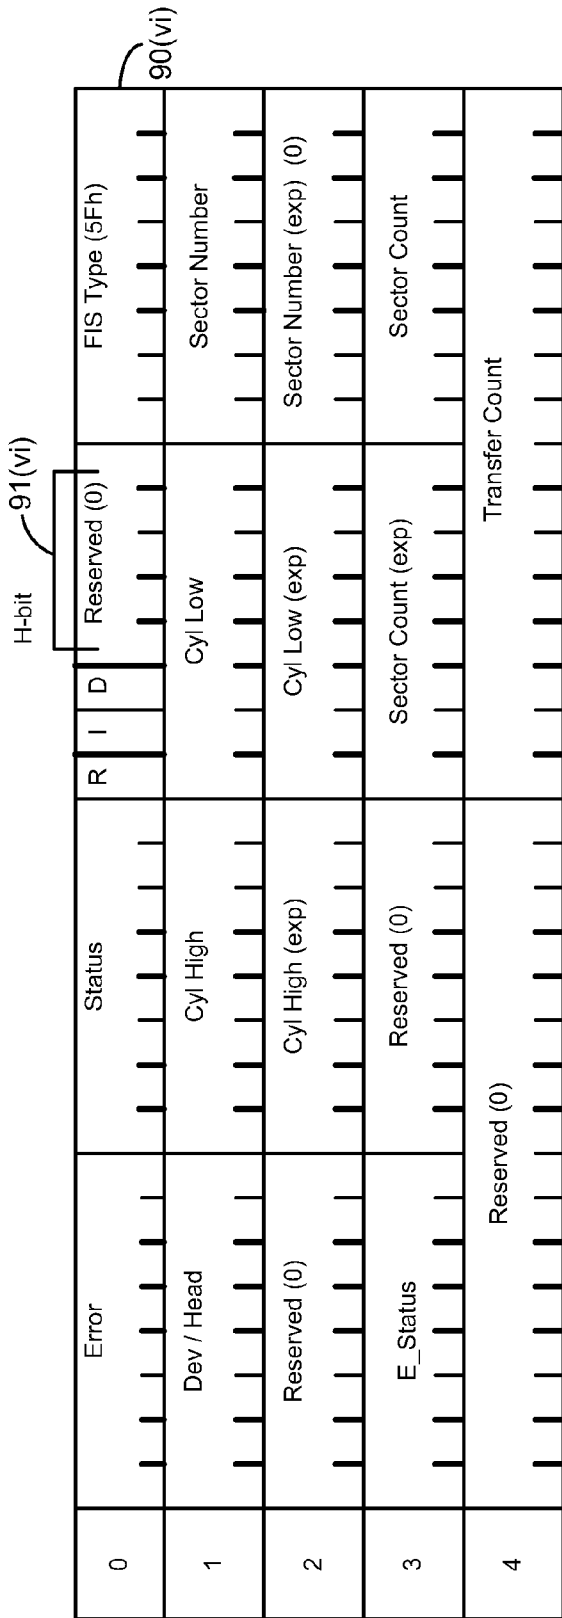 H-bit
91(vi)
90(vi)
0 Error Status R I D Reserved (0) FIS Type (5Fh)
1 Dev / Head Cyl High Cyl Low Sector Number
2 Reserved (0) Cyl High (exp) Cyl Low (exp) Sector Number (exp) (0)
3 E_Status Reserved (0) Sector Count (exp) Sector Count
4 Reserved (0) Transfer Count